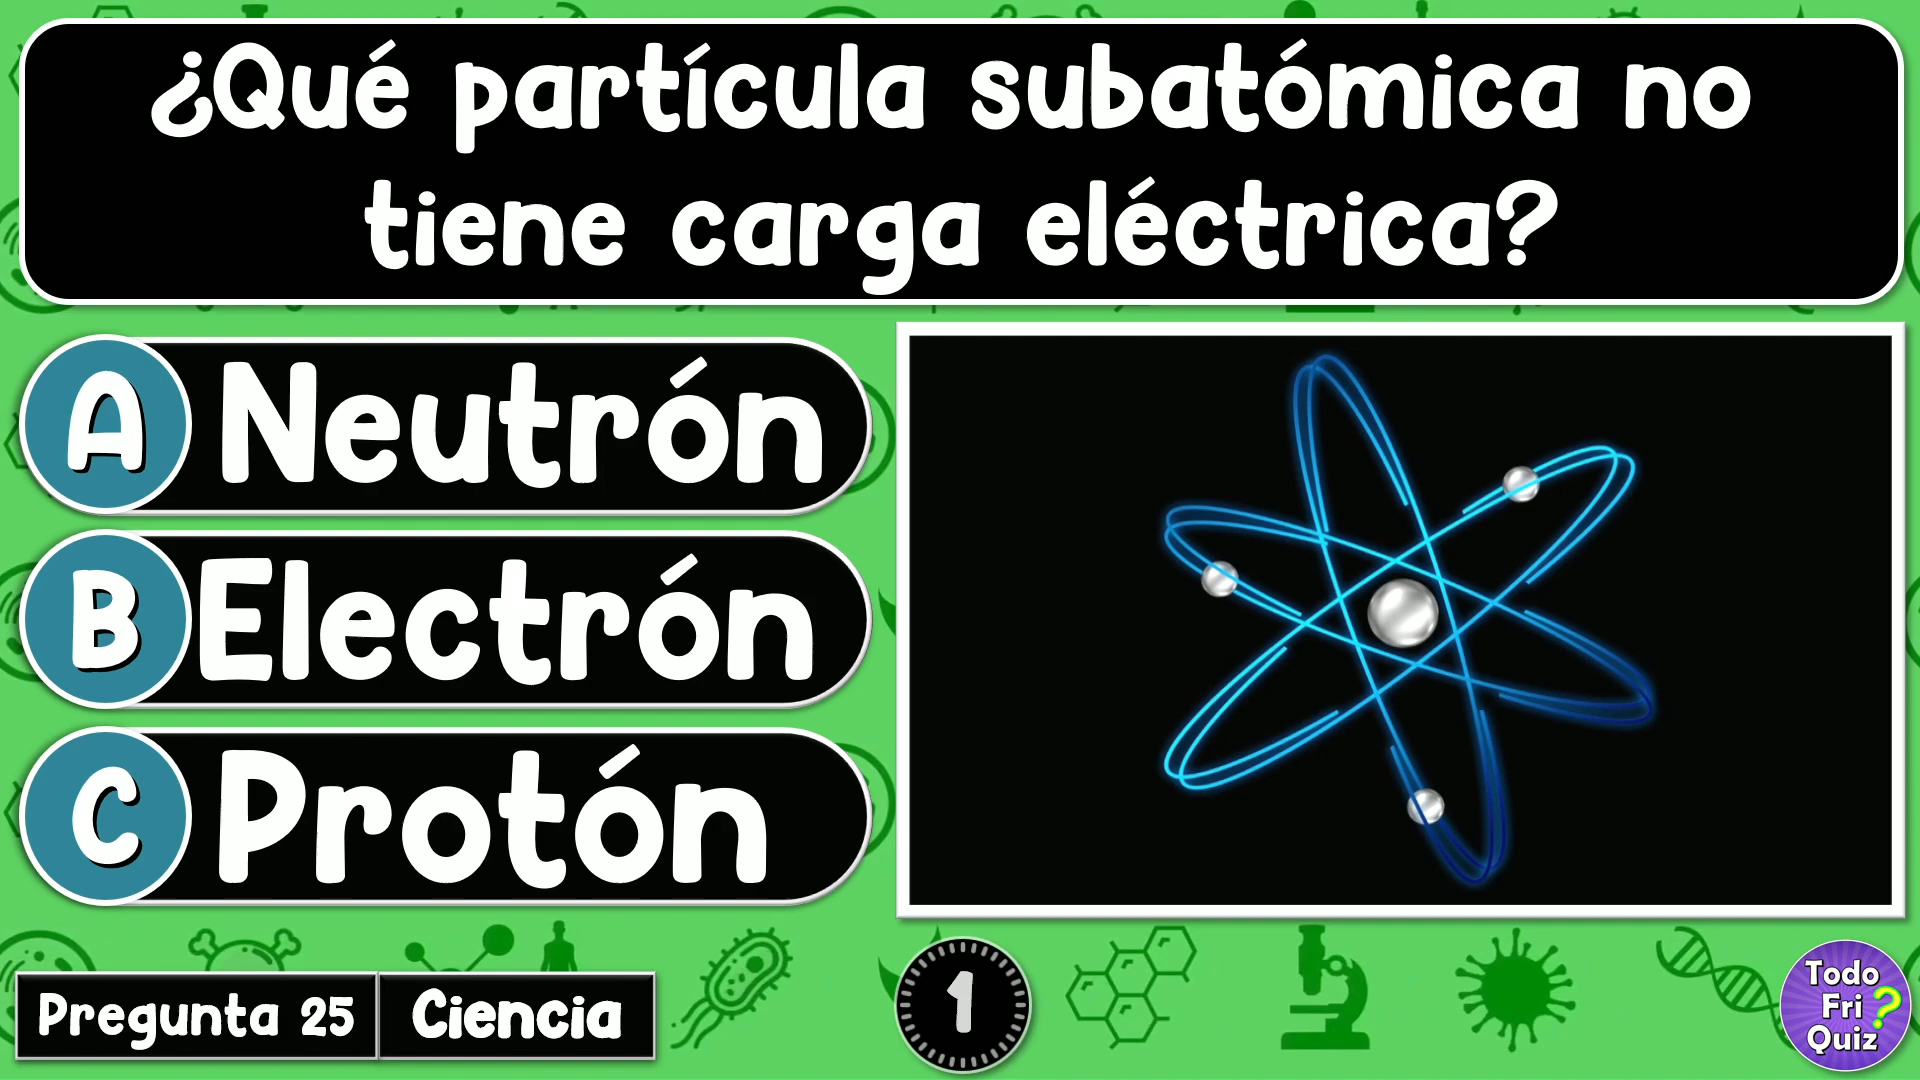 ¿Qué partícula subatómica no
tiene carga eléctrica?
A Neutrón
B Electrón
C Protón
Pregunta 25 Ciencia
1
Todo
Fri
Quiz
?